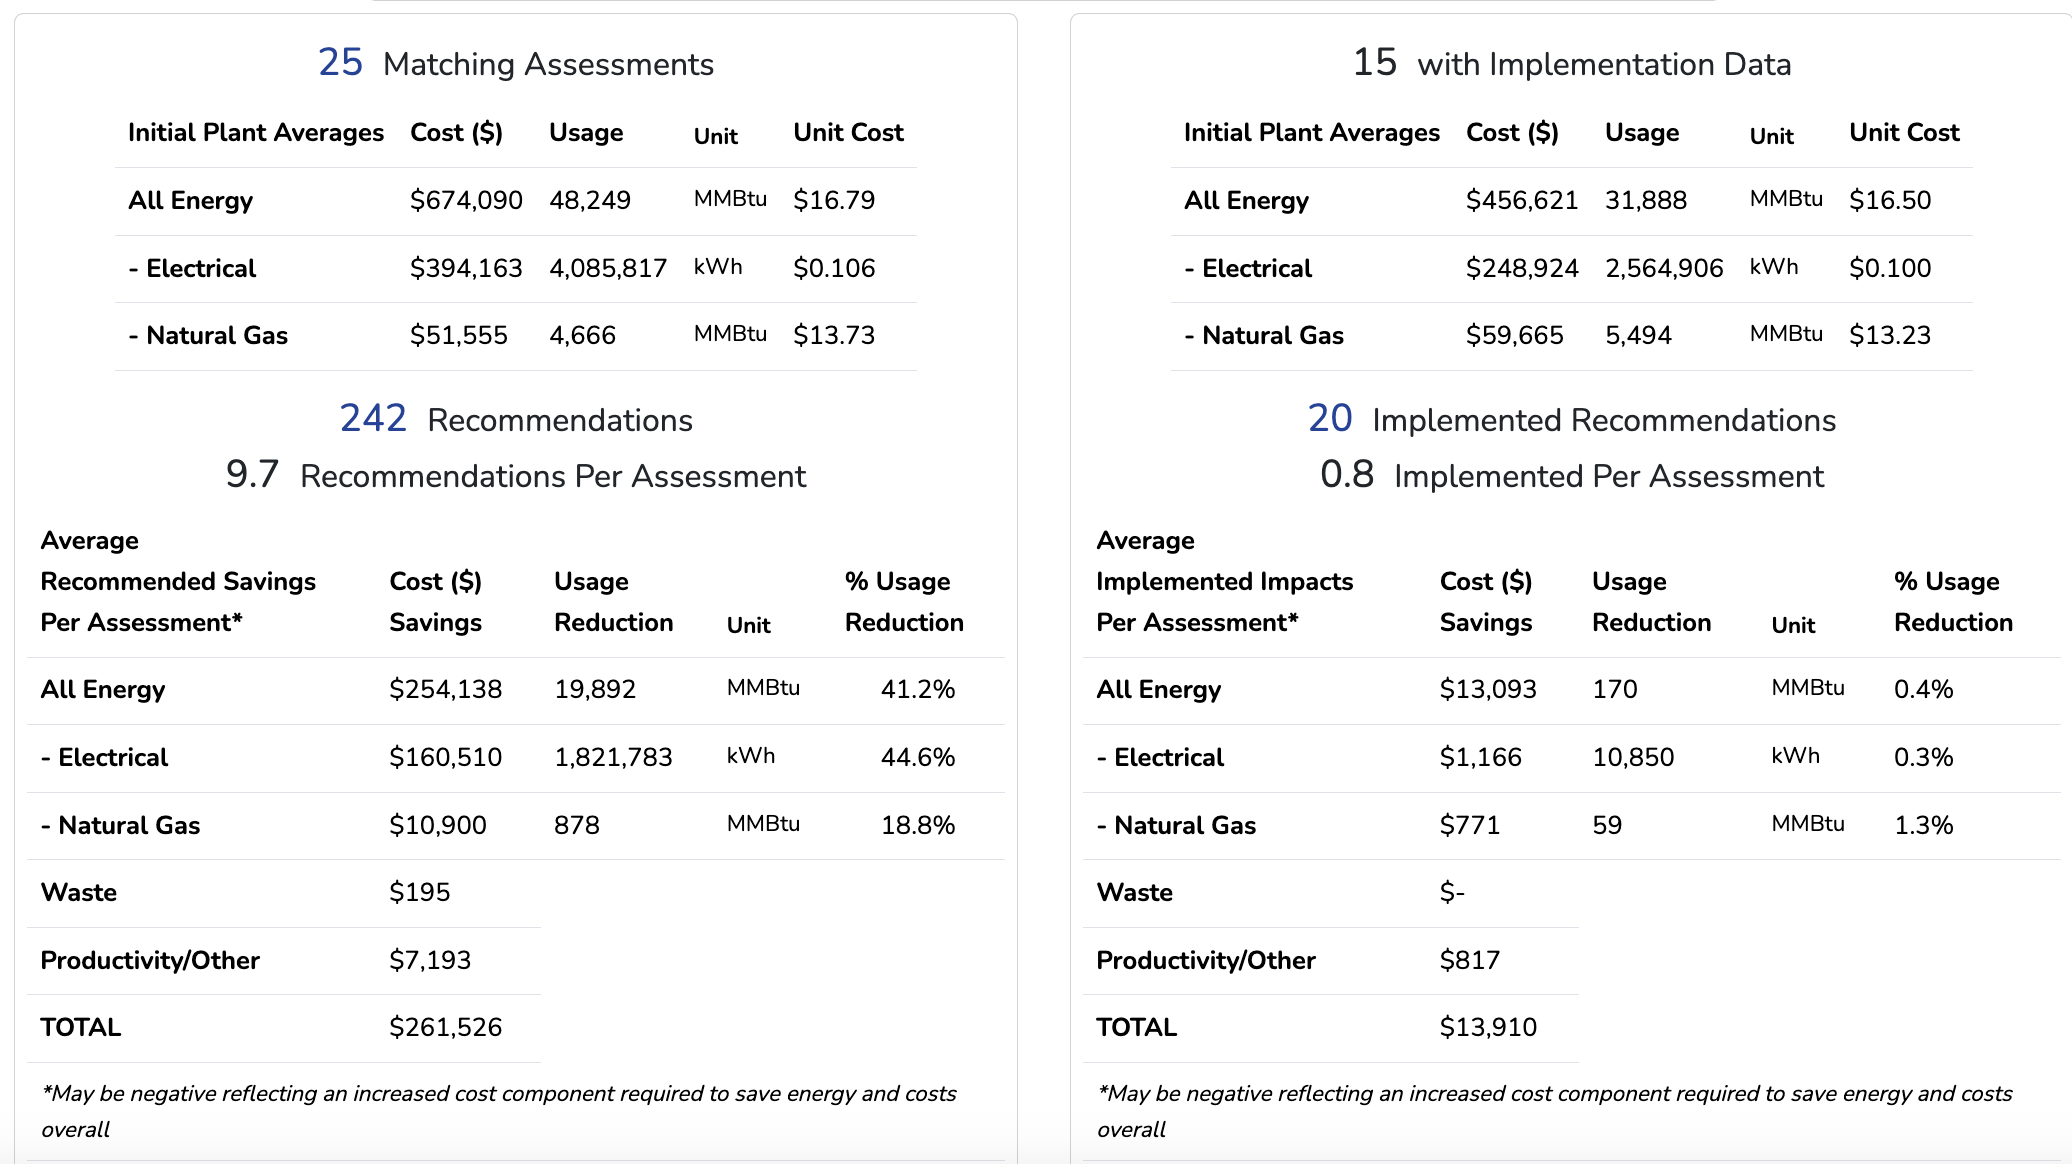 25 Matching Assessments
Initial Plant Averages Cost ($) Usage Unit Unit Cost
All Energy $674,090 48,249 MMBtu $16.79
- Electrical $394,163 4,085,817 kWh $0.106
- Natural Gas $51,555 4,666 MMBtu $13.73
242 Recommendations
9.7 Recommendations Per Assessment
Average
Recommended Savings Cost ($) Usage % Usage
Per Assessment* Savings Reduction Unit Reduction
All Energy $254,138 19,892 MMBtu 41.2%
- Electrical $160,510 1,821,783 kWh 44.6%
- Natural Gas $10,900 878 MMBtu 18.8%
Waste $195
Productivity/Other $7,193
TOTAL $261,526
*May be negative reflecting an increased cost component required to save energy and costs
overall
15 with Implementation Data
Initial Plant Averages Cost ($) Usage Unit Unit Cost
All Energy $456,621 31,888 MMBtu $16.50
- Electrical $248,924 2,564,906 kWh $0.100
- Natural Gas $59,665 5,494 MMBtu $13.23
20 Implemented Recommendations
0.8 Implemented Per Assessment
Average
Implemented Impacts Cost ($) Usage % Usage
Per Assessment* Savings Reduction Unit Reduction
All Energy $13,093 170 MMBtu 0.4%
- Electrical $1,166 10,850 kWh 0.3%
- Natural Gas $771 59 MMBtu 1.3%
Waste $-
Productivity/Other $817
TOTAL $13,910
*May be negative reflecting an increased cost component required to save energy and costs
overall